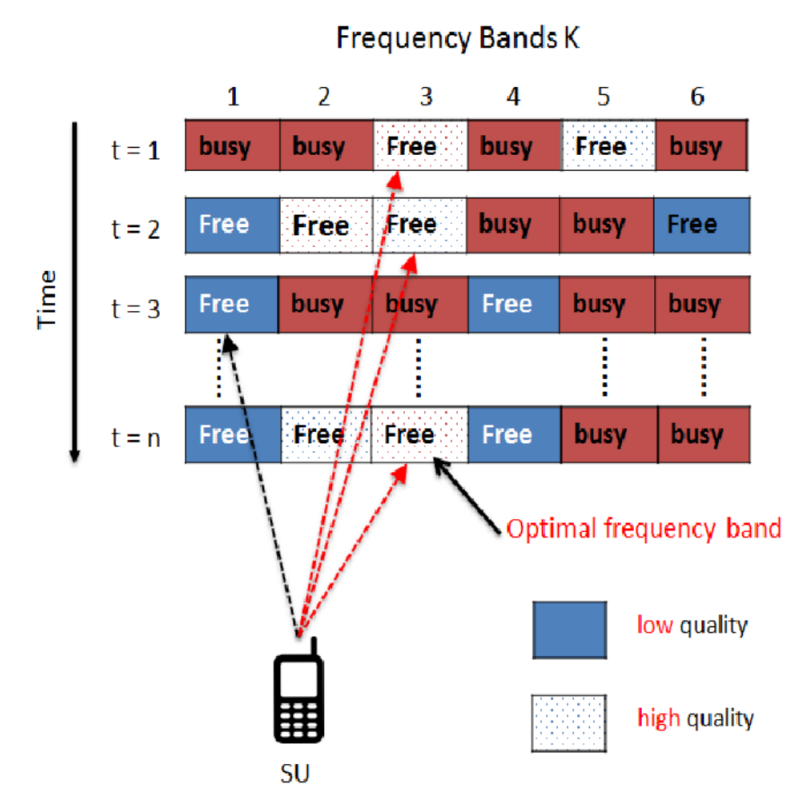 Frequency Bands K
1 2 3 4 5 6
t = 1 busy busy Free busy Free busy
t = 2 Free Free Free busy busy Free
t = 3 Free busy busy Free busy busy
t = n Free Free Free Free busy busy
Time
Optimal frequency band
low quality
high quality
SU